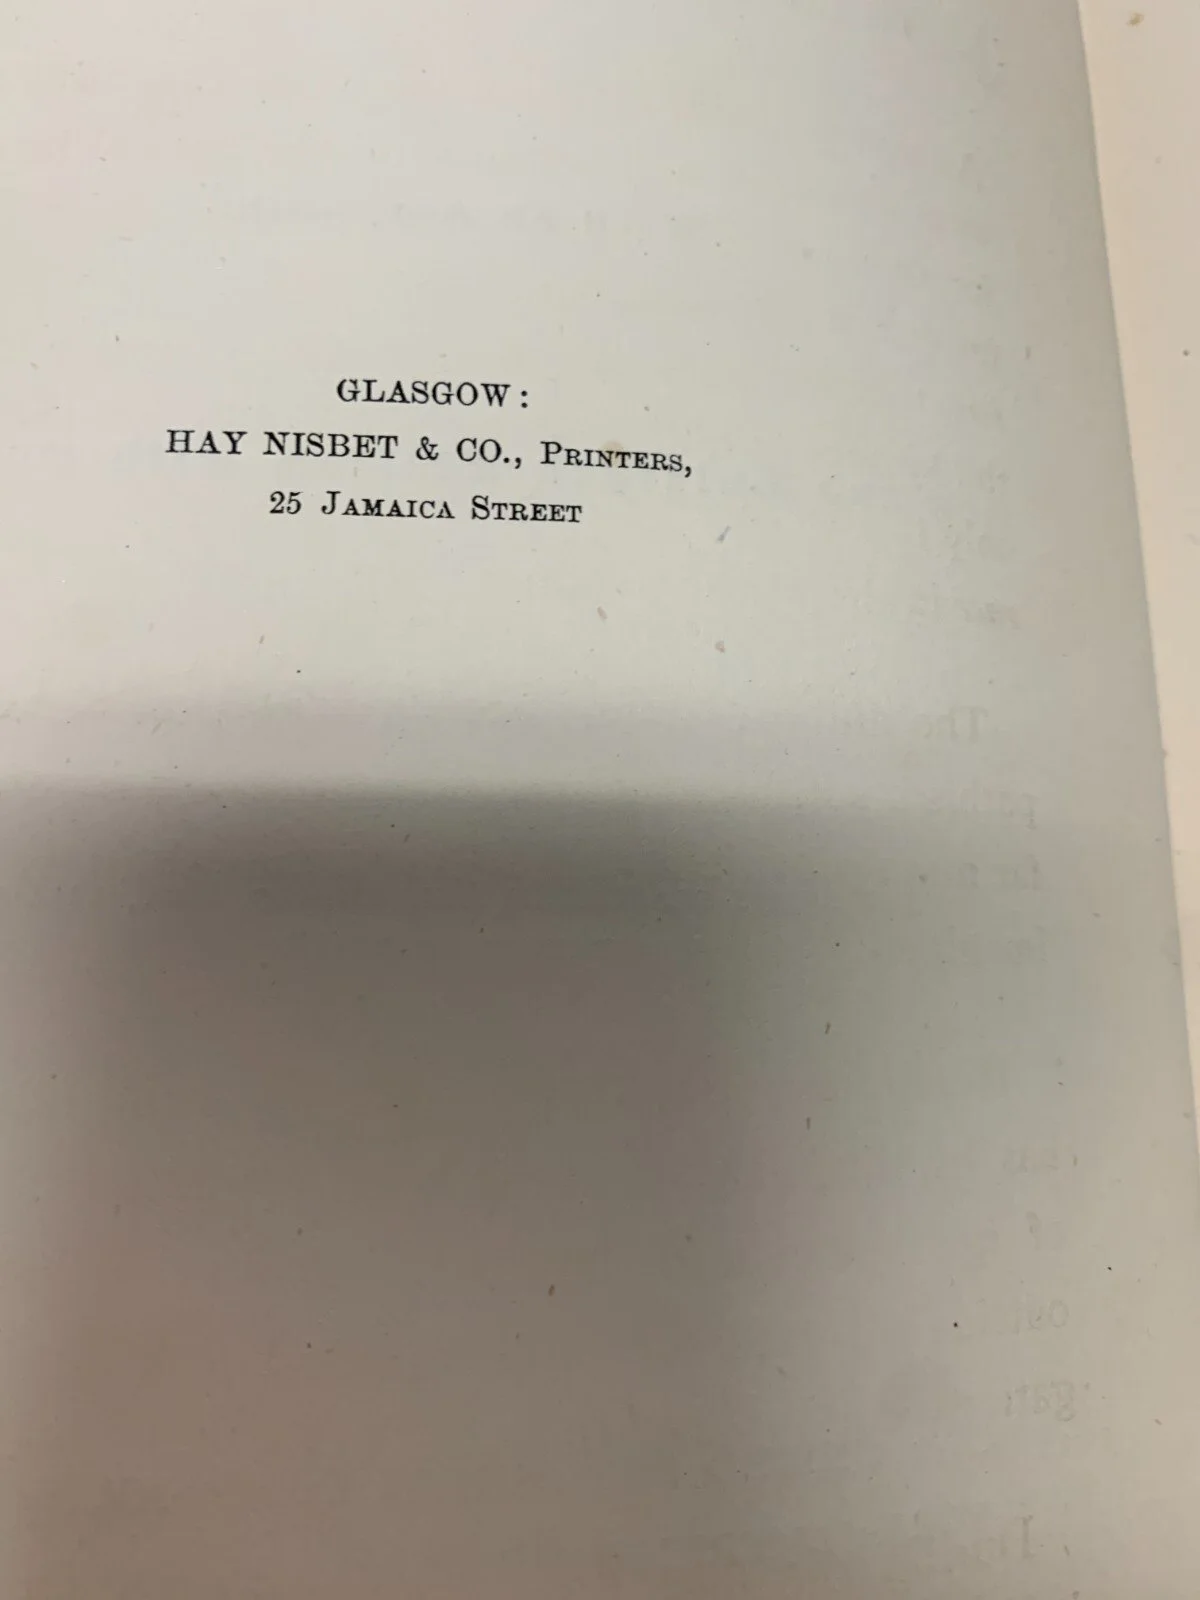 GLASGOW:
HAY NISBET & CO., PRINTERS,
25 JAMAICA STREET